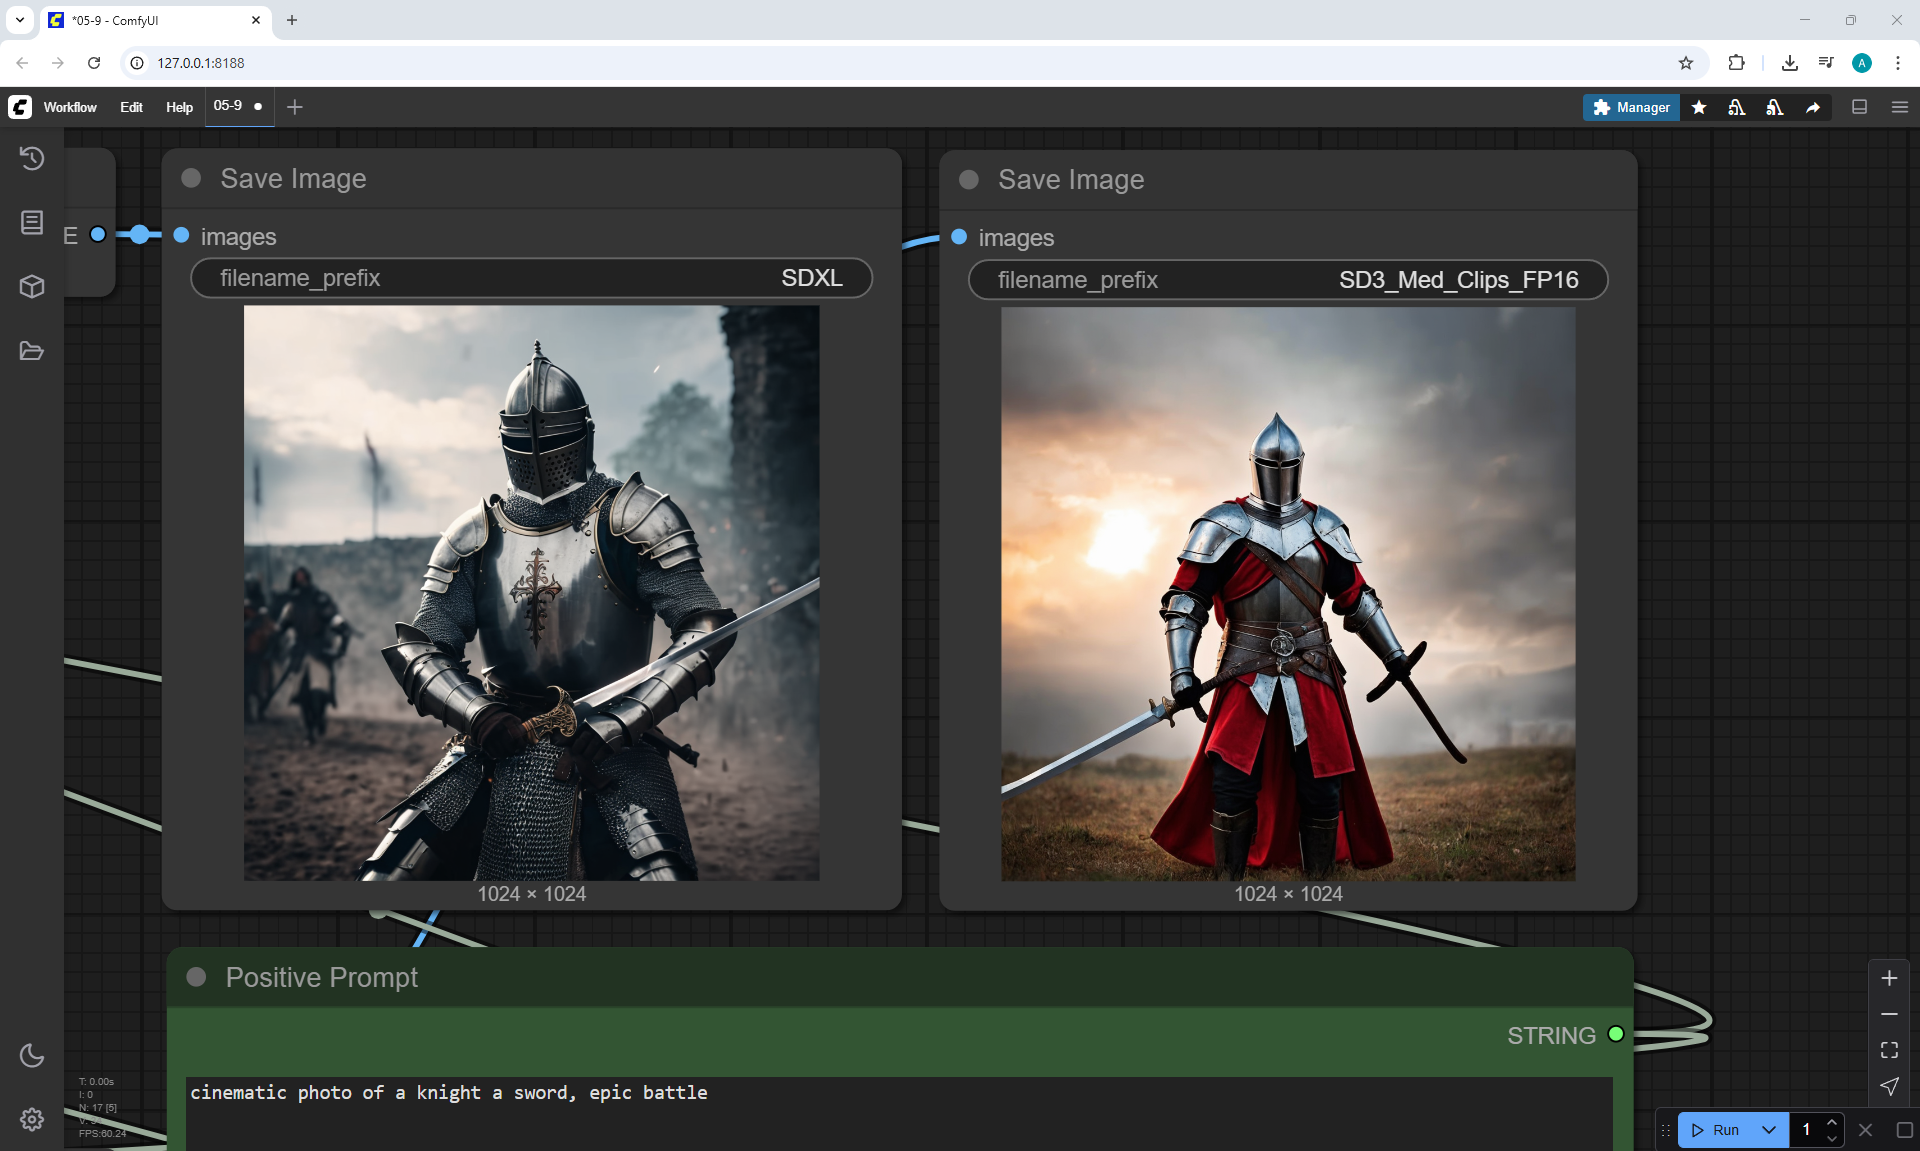 *05-9 - ComfyUI
127.0.0.1:8188
A
Workflow Edit Help 05-9
Manager
Save Image
E
images
filename_prefix SDXL
1024 × 1024
Save Image
images
filename_prefix SD3_Med_Clips_FP16
1024 × 1024
Positive Prompt
STRING
cinematic photo of a knight a sword, epic battle
T: 0.00s
I: 0
N: 17 [5]
FPS:60.24
Run 1